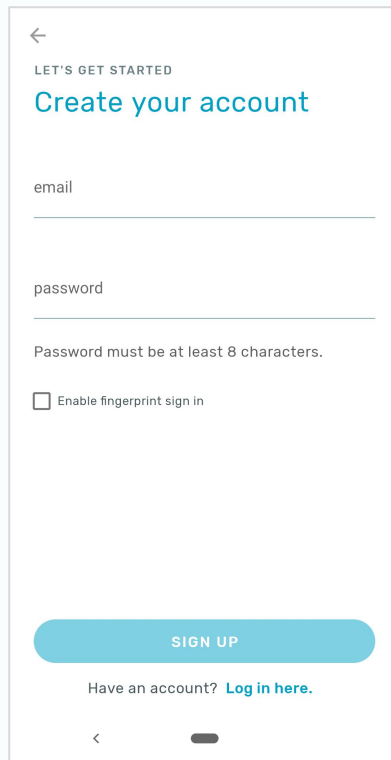 LET'S GET STARTED
Create your account
email
password
Password must be at least 8 characters.
Enable fingerprint sign in
SIGN UP
Have an account? Log in here.